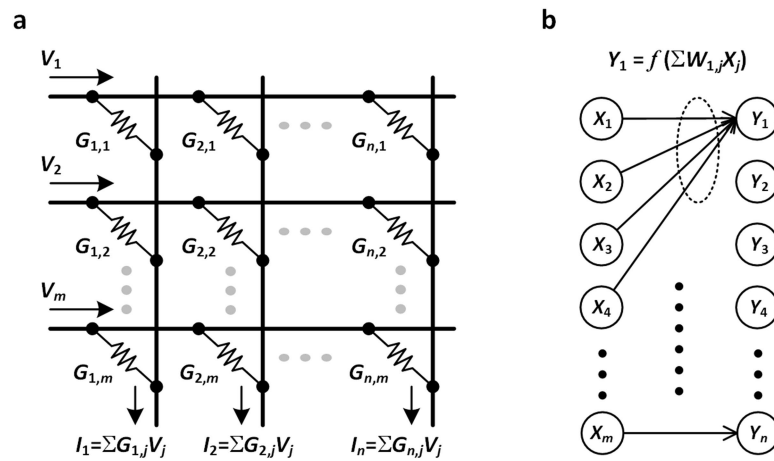 a
V1
G1,1
G2,1
Gn,1
V2
G1,2
G2,2
Gn,2
Vm
G1,m
G2,m
Gn,m
I1=ΣG1,jVj
I2=ΣG2,jVj
In=ΣGn,jVj
b
Y1 = f (ΣW1,jXj)
X1
Y1
X2
Y2
X3
Y3
X4
Y4
Xm
Yn